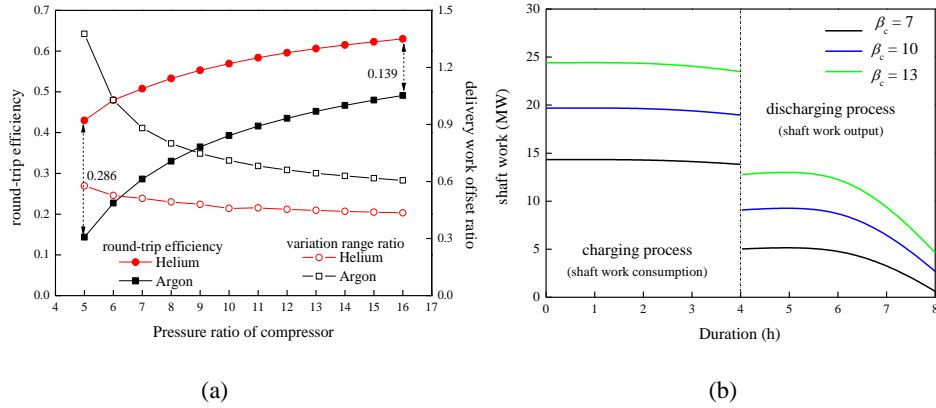 (a)
0.7
0.6
0.5
0.4
0.3
0.2
0.1
0.0
round-trip efficiency
1.5
1.2
0.9
0.6
0.3
0.0
delivery work offset ratio
0.139
0.286
round-trip efficiency
Helium
Argon
variation range ratio
Helium
Argon
4 5 6 7 8 9 10 11 12 13 14 15 16 17
Pressure ratio of compressor
(b)
30
25
20
15
10
5
0
shaft work (MW)
βc = 7
βc = 10
βc = 13
discharging process
(shaft work output)
charging process
(shaft work consumption)
0 1 2 3 4 5 6 7 8
Duration (h)
(a)
(b)